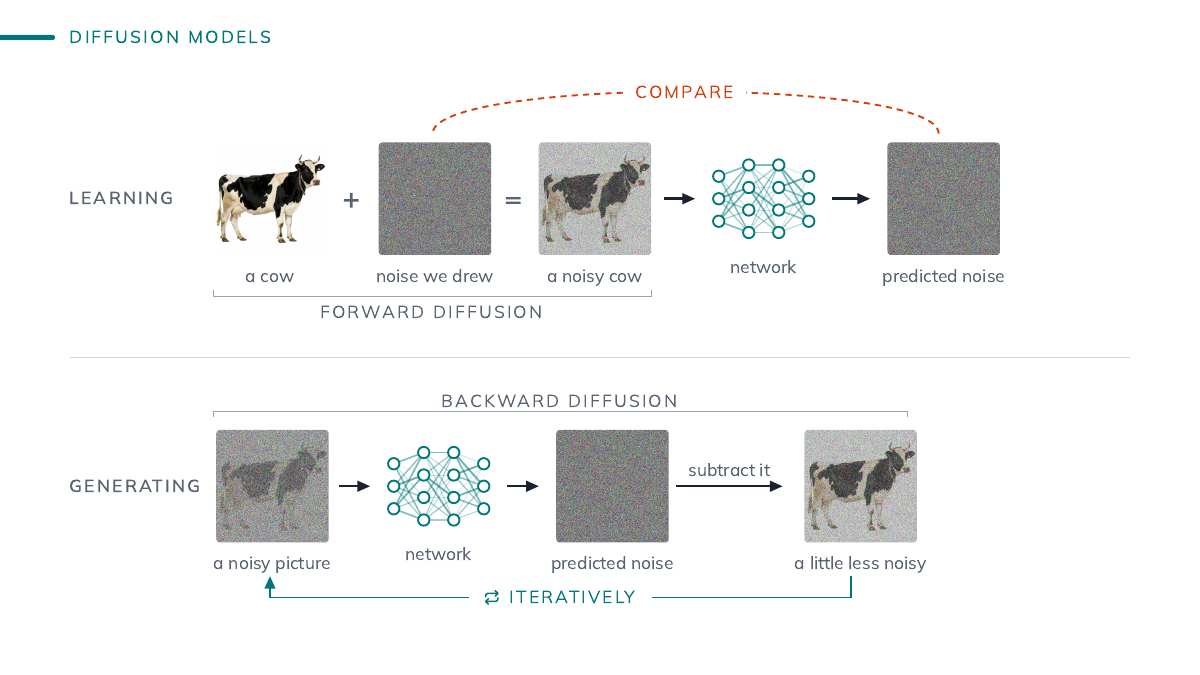 DIFFUSION MODELS
COMPARE
LEARNING
+
=
a cow
noise we drew
a noisy cow
network
predicted noise
FORWARD DIFFUSION
BACKWARD DIFFUSION
GENERATING
subtract it
a noisy picture
network
predicted noise
a little less noisy
ITERATIVELY